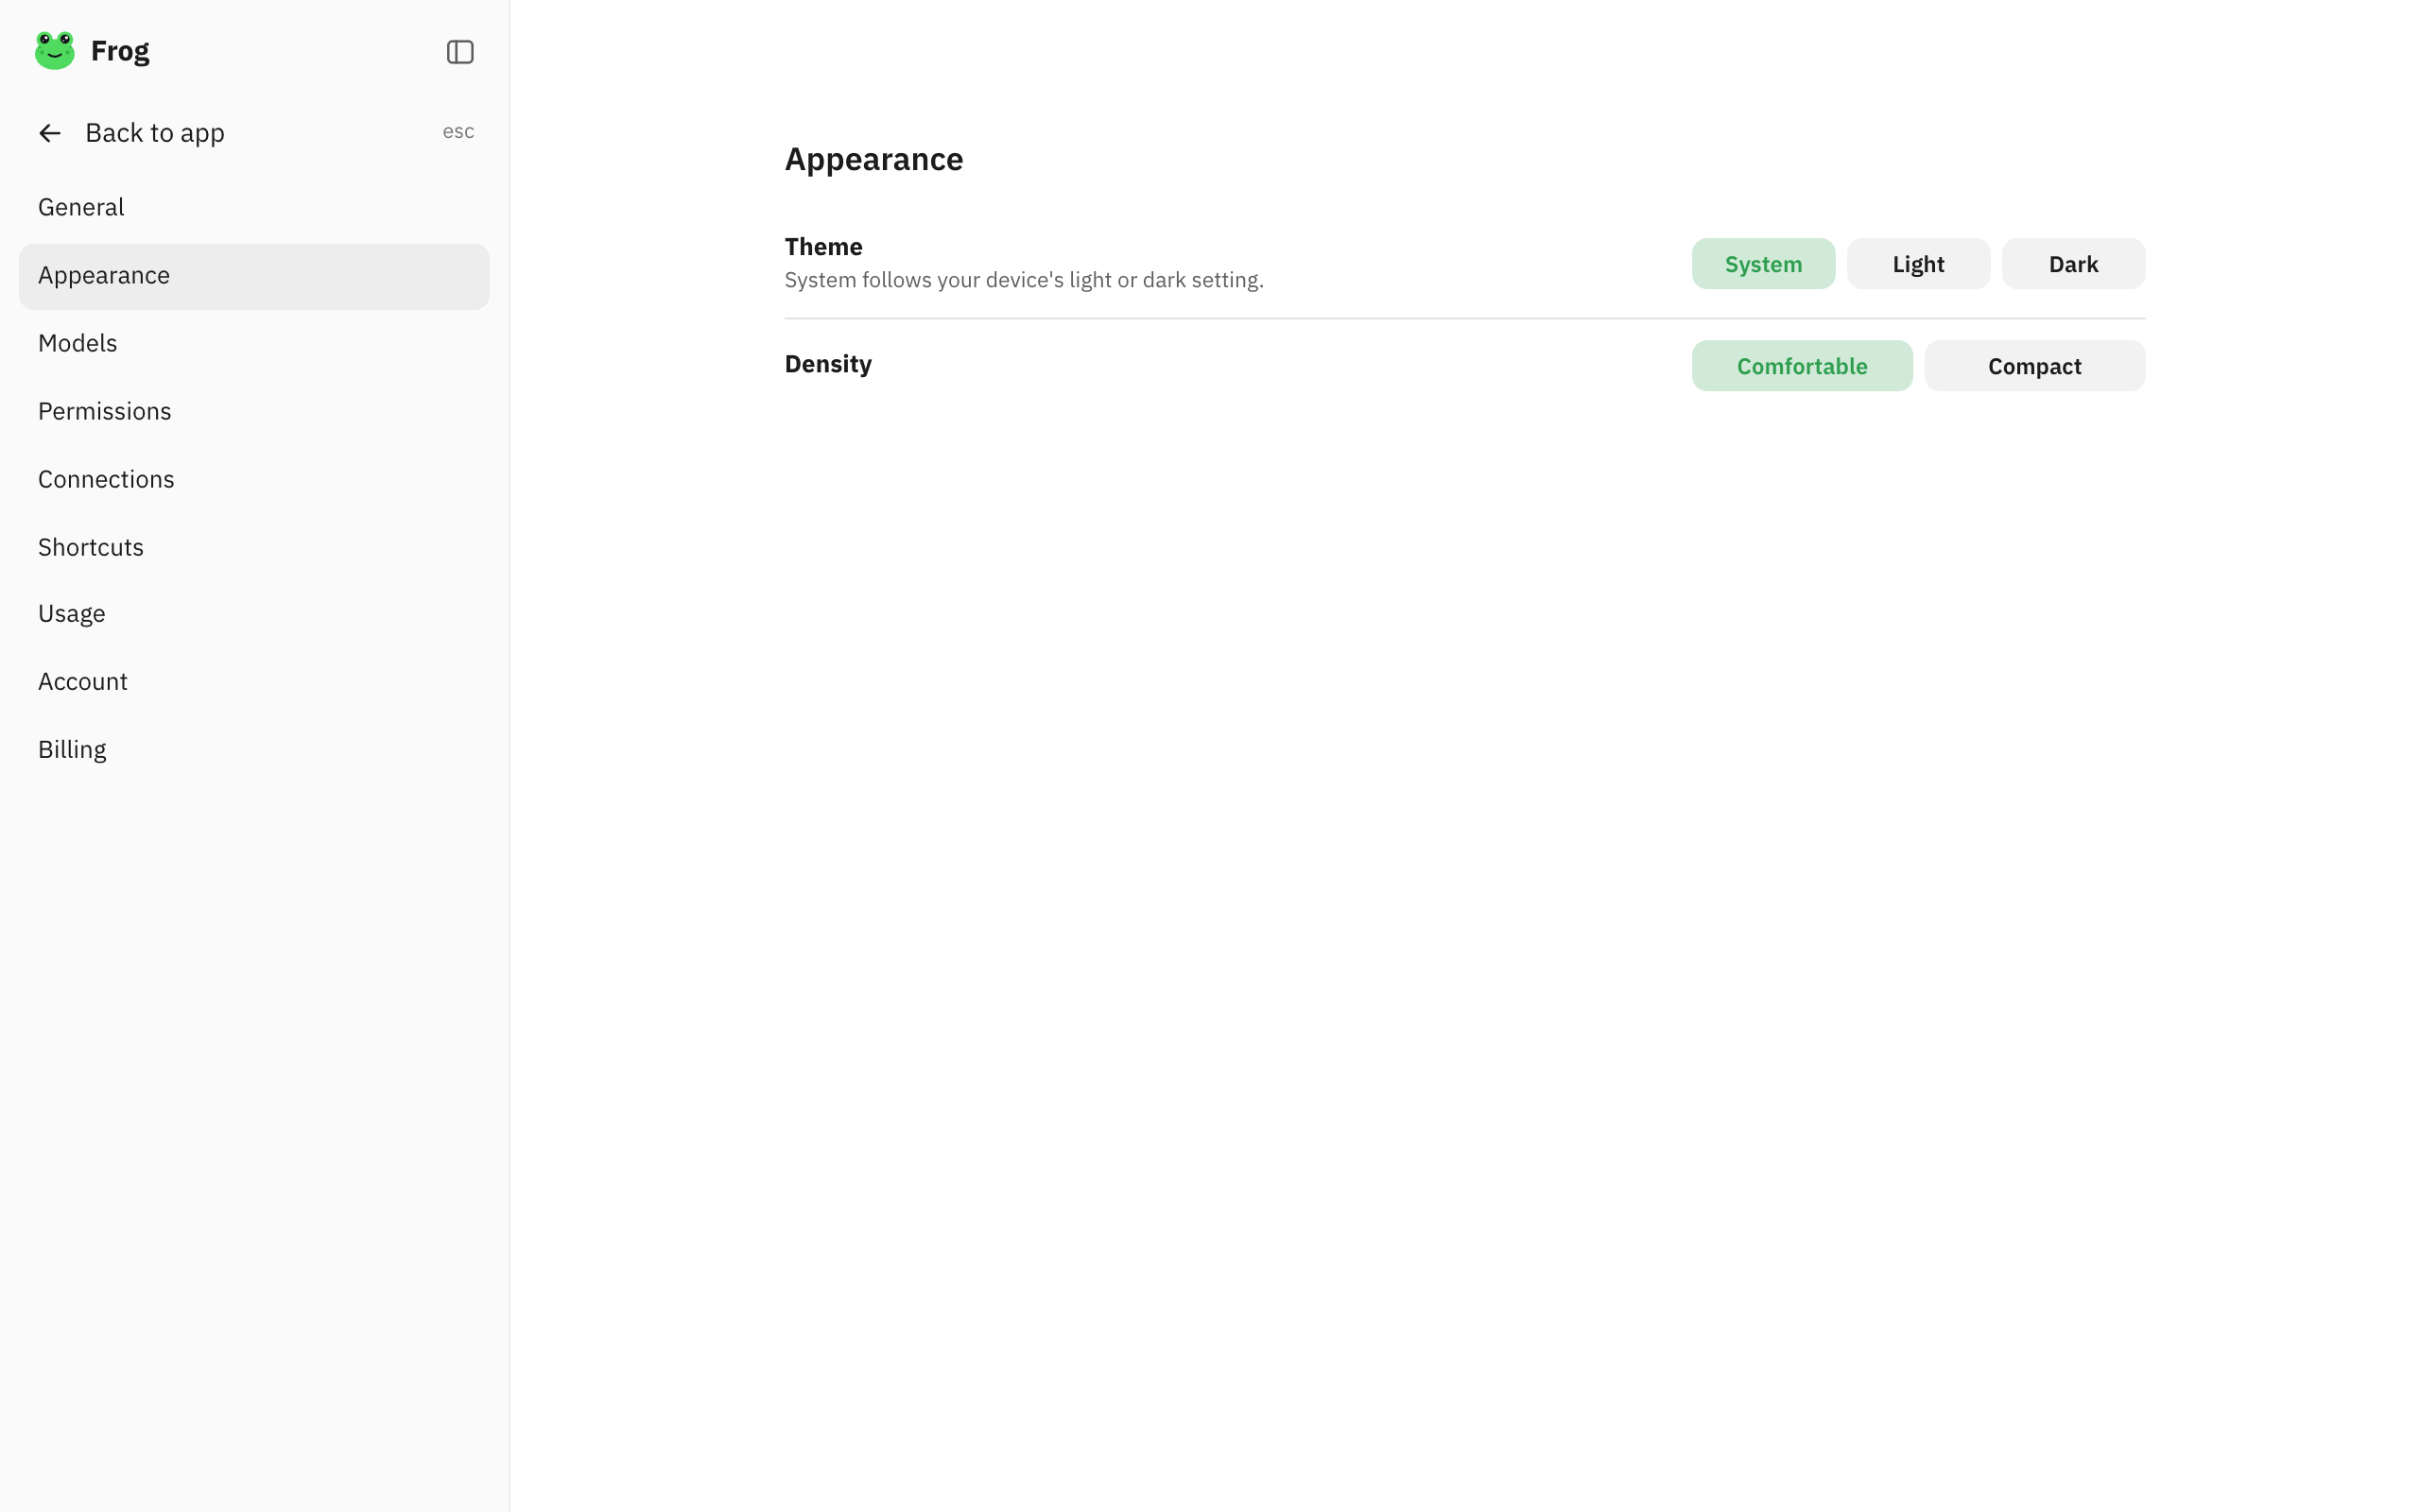 Frog
Back to app
esc
General
Appearance
Models
Permissions
Connections
Shortcuts
Usage
Account
Billing
Appearance
Theme
System follows your device's light or dark setting.
System
Light
Dark
Density
Comfortable
Compact